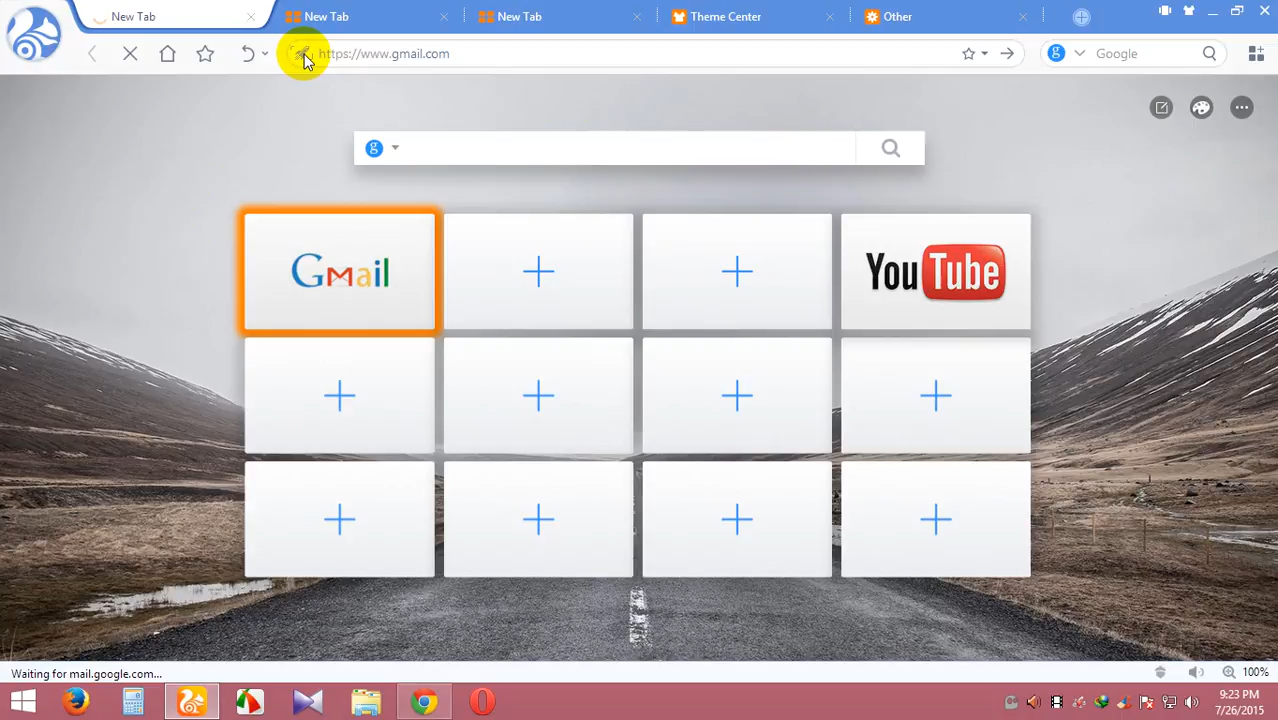 New Tab
New Tab
New Tab
Theme Center
Other
https://www.gmail.com
Google
Gmail
YouTube
Waiting for mail.google.com...
100%
9:23 PM
7/26/2015